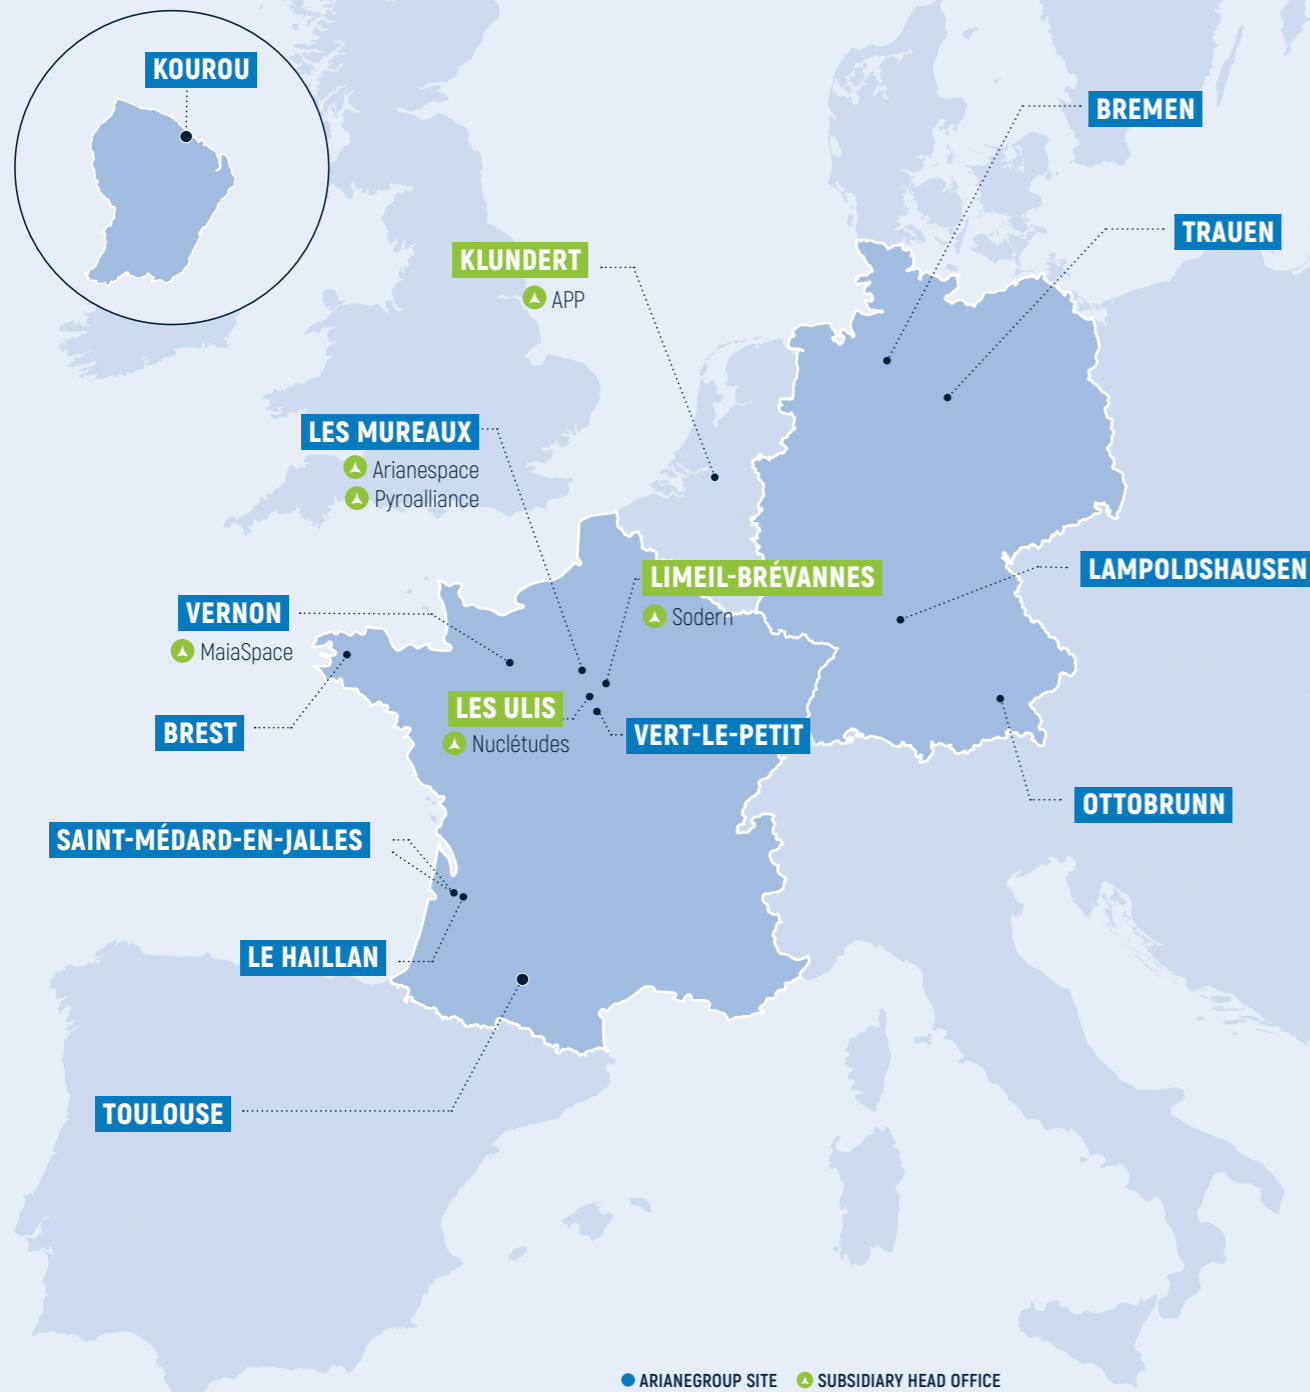 KOUROU
BREMEN
TRAUEN
KLUNDERT
APP
LES MUREAUX
Arianespace
Pyroalliance
LIMEIL-BRÉVANNES
Sodern
LAMPOLDSHAUSEN
VERNON
MaiaSpace
LES ULIS
Nuclétudes
BREST
VERT-LE-PETIT
OTTOBRUNN
SAINT-MÉDARD-EN-JALLES
LE HAILLAN
TOULOUSE
ARIANEGROUP SITE SUBSIDIARY HEAD OFFICE